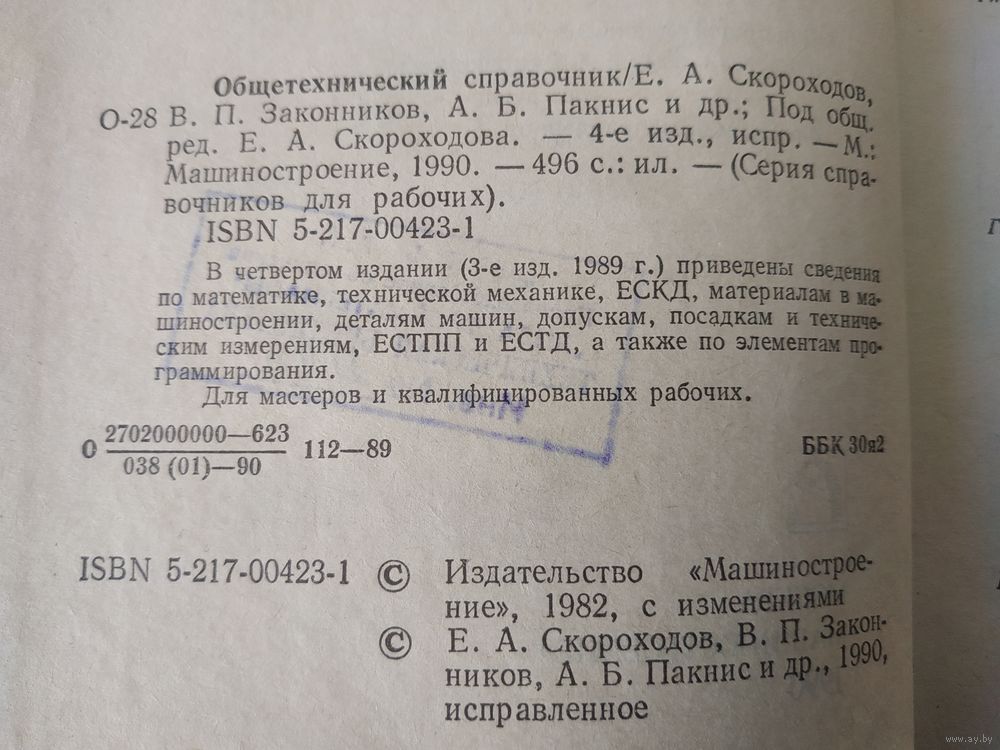 Общетехнический справочник/Е. А. Скороходов,
О-28 В. П. Законников, А. Б. Пакнис и др.; Под общ.
ред. Е. А. Скороходова. — 4-е изд., испр. — М.:
Машиностроение, 1990. — 496 с.: ил. — (Серия спра-
вочников для рабочих).
ISBN 5-217-00423-1
В четвертом издании (3-е изд. 1989 г.) приведены сведения
по математике, технической механике, ЕСКД, материалам в ма-
шиностроении, деталям машин, допускам, посадкам и техниче-
ским измерениям, ЕСТПП и ЕСТД, а также по элементам про-
граммирования.
Для мастеров и квалифицированных рабочих.
О 2702000000—623
038 (01)—90
112—89
ББК 30я2
ISBN 5-217-00423-1
© Издательство «Машинострое-
ние», 1982, с изменениями
© Е. А. Скороходов, В. П. Закон-
ников, А. Б. Пакнис и др., 1990,
исправленное
www.ay.by